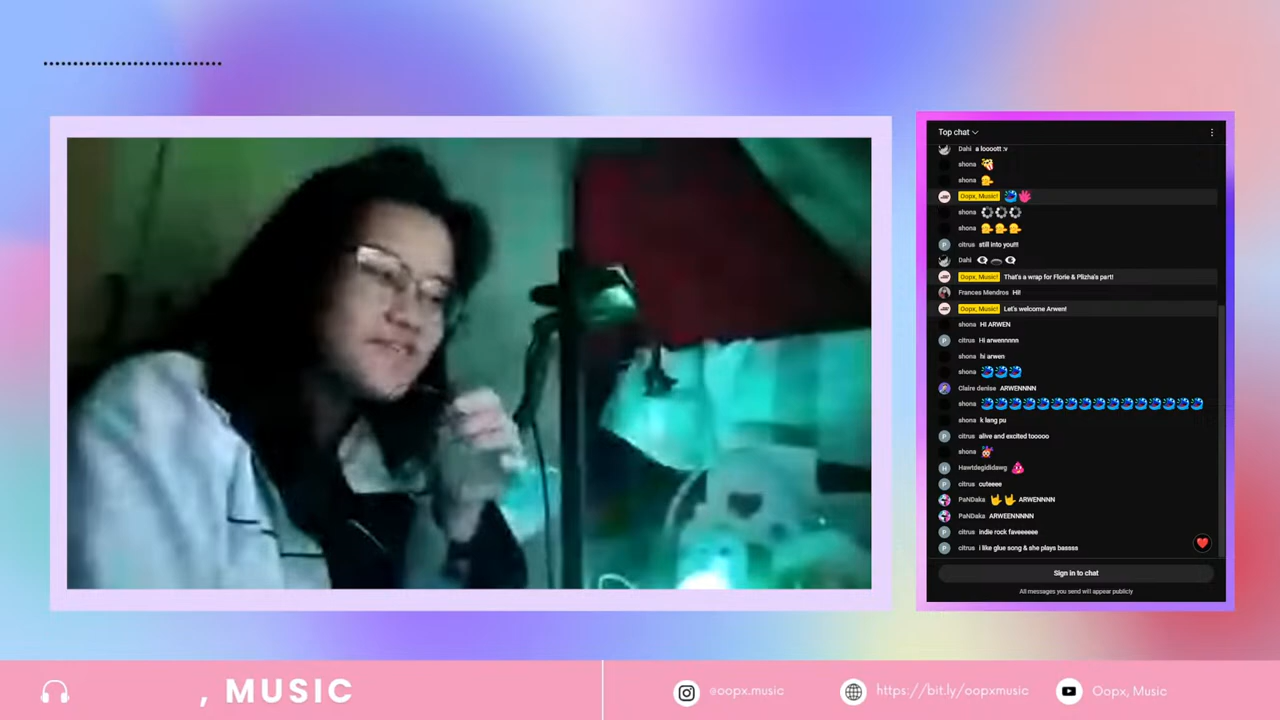 Top chat
Dahi a loooott :v
shona
shona
Oopx, Music!
shona
shona
citrus still into you!!!
Dahi
Oopx, Music! That's a wrap for Florie & Plizha's part!
Frances Mendros Hi!
Oopx, Music! Let's welcome Arwen!
shona HI ARWEN
citrus Hi arwennnnn
shona hi arwen
shona
Claire denise ARWENNNN
shona
shona k lang pu
citrus alive and excited tooooo
shona
Hawtdegididawg
citrus cuteeee
PaNDaka ARWENNNN
PaNDaka ARWEENNNNN
citrus indie rock faveeeeee
citrus i like glue song & she plays basssss
Sign in to chat
All messages you send will appear publicly
, MUSIC
@oopx.music
https://bit.ly/oopxmusic
Oopx, Music